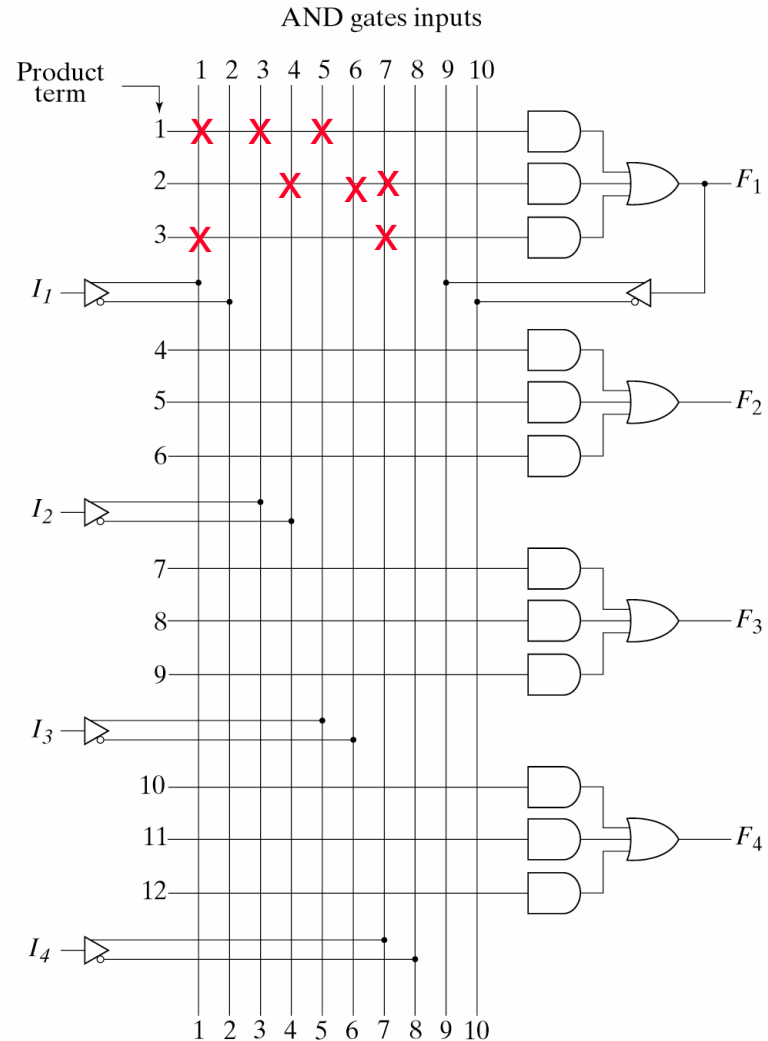 AND gates inputs
Product
term
1 2 3 4 5 6 7 8 9 10
1
X X X
2
X X X
F1
3
X X
I1
4
5
F2
6
I2
7
8
F3
9
I3
10
11
F4
12
I4
1 2 3 4 5 6 7 8 9 10